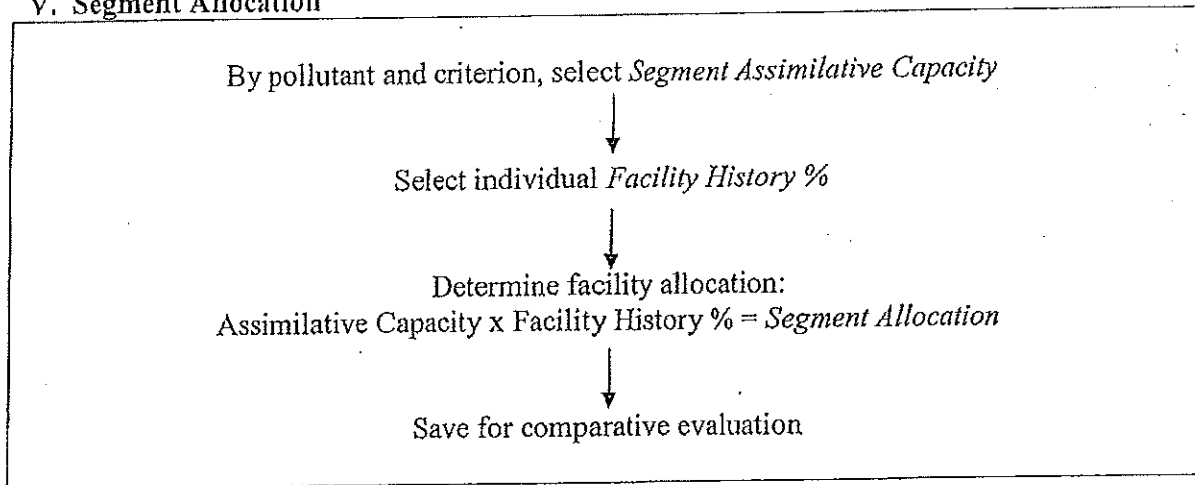 V. Segment Allocation
By pollutant and criterion, select Segment Assimilative Capacity
Select individual Facility History %
Determine facility allocation:
Assimilative Capacity x Facility History % = Segment Allocation
Save for comparative evaluation